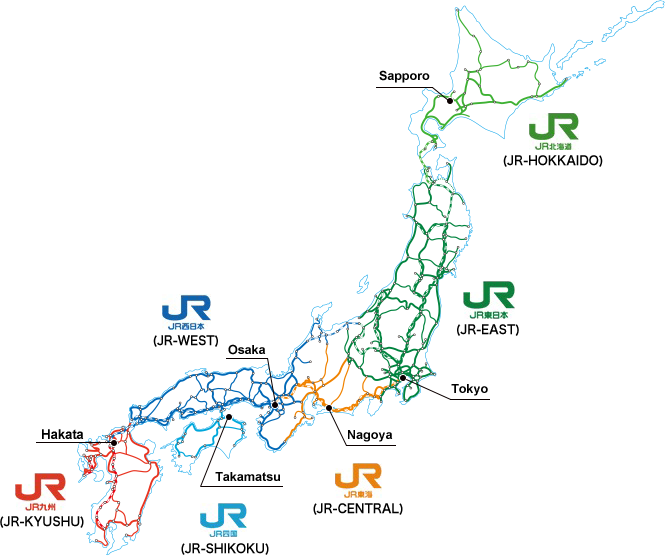 Sapporo
JR
JR北海道
(JR-HOKKAIDO)
JR
JR西日本
(JR-WEST)
JR
JR東日本
(JR-EAST)
Osaka
Tokyo
Hakata
Nagoya
Takamatsu
JR
JR九州
(JR-KYUSHU)
JR
JR四国
(JR-SHIKOKU)
JR
JR東海
(JR-CENTRAL)